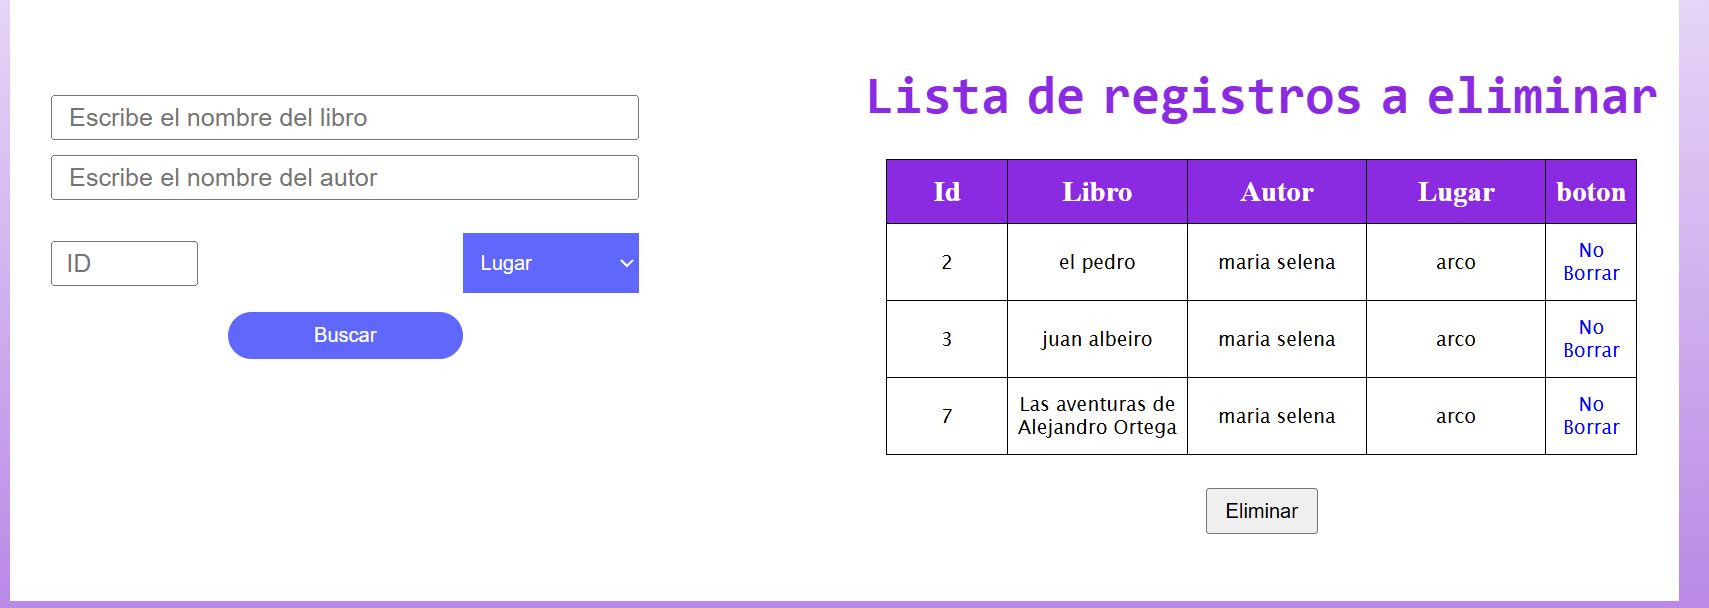 Escribe el nombre del libro
Escribe el nombre del autor
ID
Lugar
Buscar
Lista de registros a eliminar
Id Libro Autor Lugar boton
2 el pedro maria selena arco No Borrar
3 juan albeiro maria selena arco No Borrar
7 Las aventuras de Alejandro Ortega maria selena arco No Borrar
Eliminar